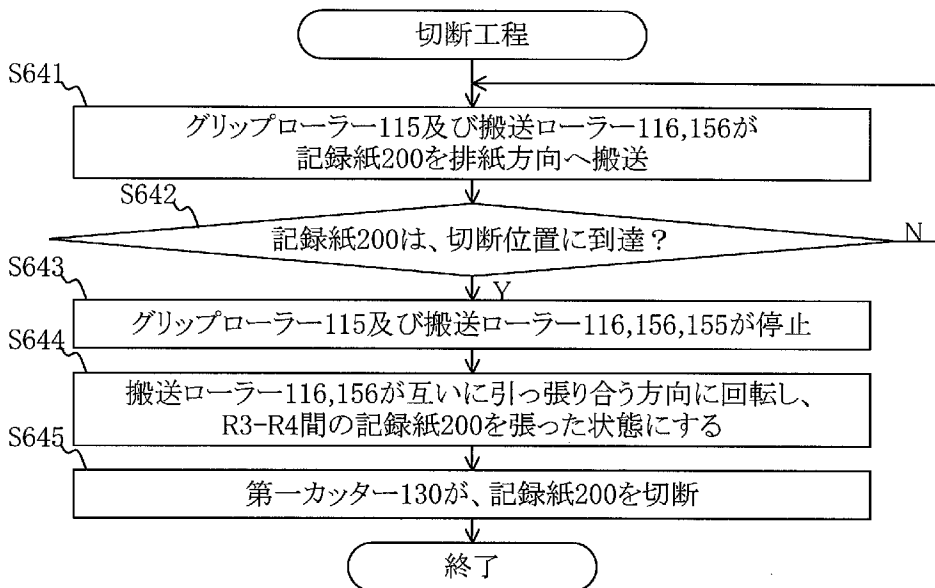 切断工程
S641
グリップローラー115及び搬送ローラー116,156が
記録紙200を排紙方向へ搬送
S642
記録紙200は、切断位置に到達？
N
Y
S643
グリップローラー115及び搬送ローラー116,156,155が停止
S644
搬送ローラー116,156が互いに引っ張り合う方向に回転し、
R3-R4間の記録紙200を張った状態にする
S645
第一カッター130が、記録紙200を切断
終了